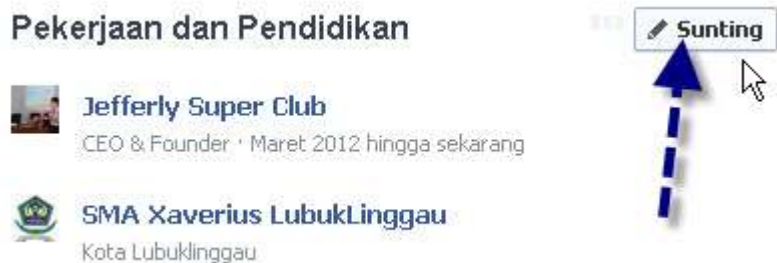 Pekerjaan dan Pendidikan
Sunting
Jefferly Super Club
CEO & Founder · Maret 2012 hingga sekarang
SMA Xaverius LubukLinggau
Kota Lubuklinggau